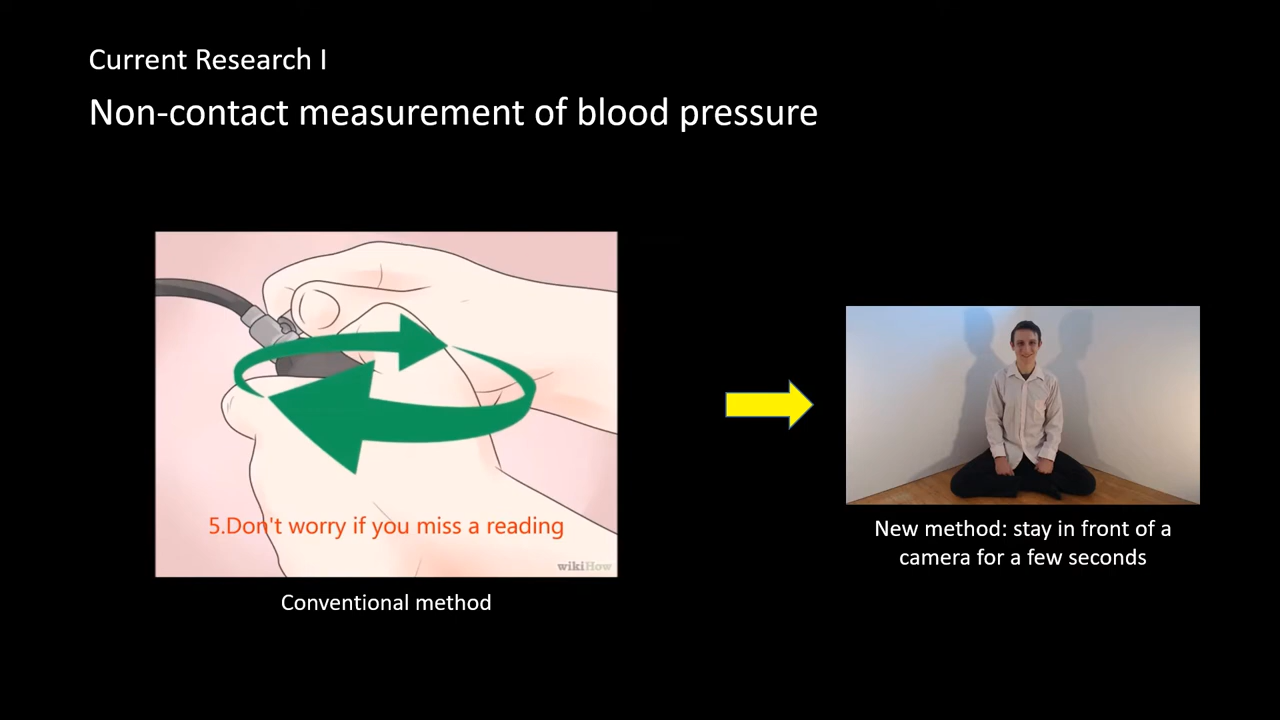 Current Research I
Non-contact measurement of blood pressure
5.Don't worry if you miss a reading
wikiHow
Conventional method
New method: stay in front of a
camera for a few seconds